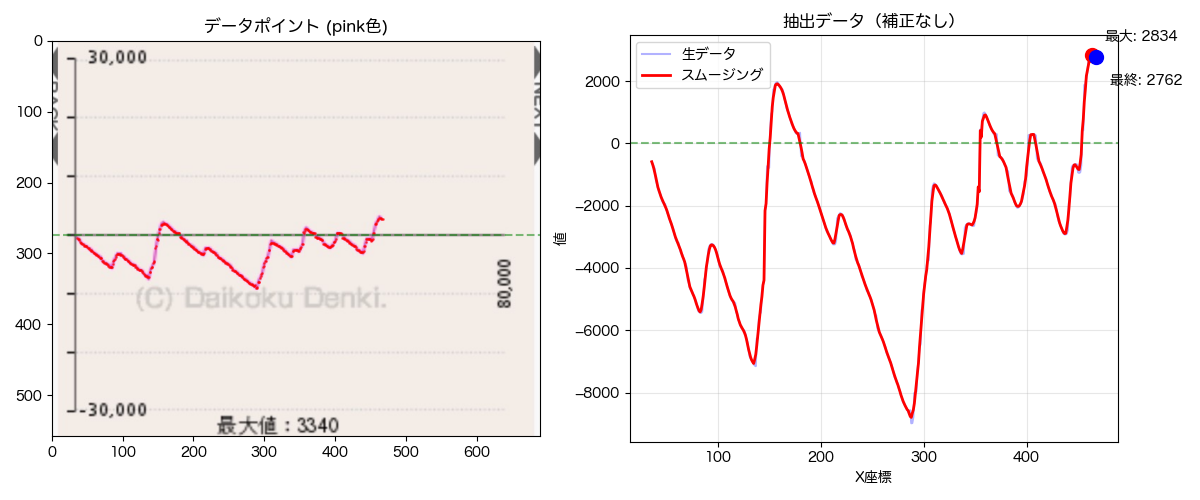 データポイント (pink色)
0
100
200
300
400
500
0
100
200
300
400
500
600
30,000
-30,000
BACK
NEXT
80,000
(C) Daikoku Denki.
最大値：3340
抽出データ（補正なし）
生データ
スムージング
最大: 2834
最終: 2762
2000
0
−2000
−4000
−6000
−8000
値
100
200
300
400
X座標